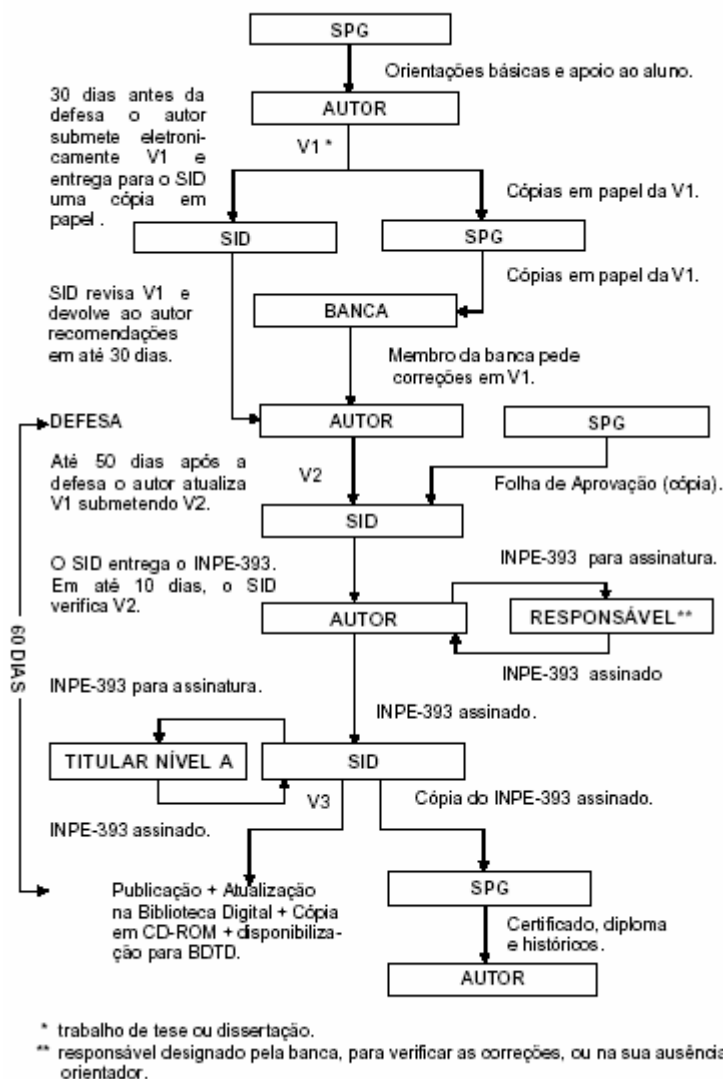 SPG
Orientações básicas e apoio ao aluno.
30 dias antes da
defesa o autor
submete eletroni-
camente V1 e
entrega para o SID
uma cópia em
papel .
AUTOR
V1 *
Cópias em papel da V1.
SID
SPG
Cópias em papel da V1.
SID revisa V1 e
devolve ao autor
recomendações
em até 30 dias.
BANCA
Membro da banca pede
correções em V1.
DEFESA
AUTOR
SPG
Até 50 dias após a
defesa o autor atualiza
V1 submetendo V2.
V2
Folha de Aprovação (cópia).
SID
O SID entrega o INPE-393.
Em até 10 dias, o SID
verifica V2.
INPE-393 para assinatura.
AUTOR
RESPONSÁVEL**
INPE-393 assinado
60 DIAS
INPE-393 para assinatura.
INPE-393 assinado.
TITULAR NÍVEL A
SID
V3
Cópia do INPE-393 assinado.
INPE-393 assinado.
Publicação + Atualização
na Biblioteca Digital + Cópia
em CD-ROM + disponibiliza-
ção para BDTD.
SPG
Certificado, diploma
e históricos.
AUTOR
* trabalho de tese ou dissertação.
** responsável designado pela banca, para verificar as correções, ou na sua ausência
orientador.